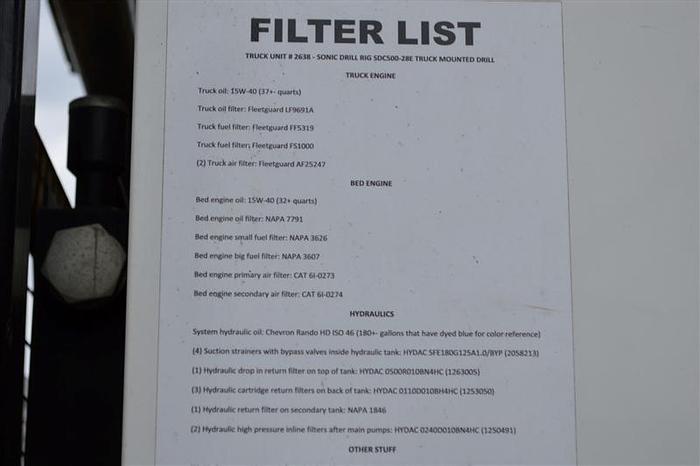 FILTER LIST
TRUCK UNIT # 2638 - SONIC DRILL RIG SDC500-28E TRUCK MOUNTED DRILL
TRUCK ENGINE
Truck oil: 15W-40 (37+- quarts)
Truck oil filter: Fleetguard LF9691A
Truck fuel filter: Fleetguard FF5319
Truck fuel filter: Fleetguard FS1000
(2) Truck air filter: Fleetguard AF25247
BED ENGINE
Bed engine oil: 15W-40 (32+ quarts)
Bed engine oil filter: NAPA 7791
Bed engine small fuel filter: NAPA 3626
Bed engine big fuel filter: NAPA 3607
Bed engine primary air filter: CAT 6I-0273
Bed engine secondary air filter: CAT 6I-0274
HYDRAULICS
System hydraulic oil: Chevron Rando HD ISO 46 (180+- gallons that have dyed blue for color reference)
(4) Suction strainers with bypass valves inside hydraulic tank: HYDAC SFE180G125A1.0/BYP (2058213)
(1) Hydraulic drop in return filter on top of tank: HYDAC 0500R010BN4HC (1263005)
(3) Hydraulic cartridge return filters on back of tank: HYDAC 0110D010BH4HC (1253050)
(1) Hydraulic return filter on secondary tank: NAPA 1846
(2) Hydraulic high pressure inline filters after main pumps: HYDAC 0240D010BH4HC (1250491)
OTHER STUFF